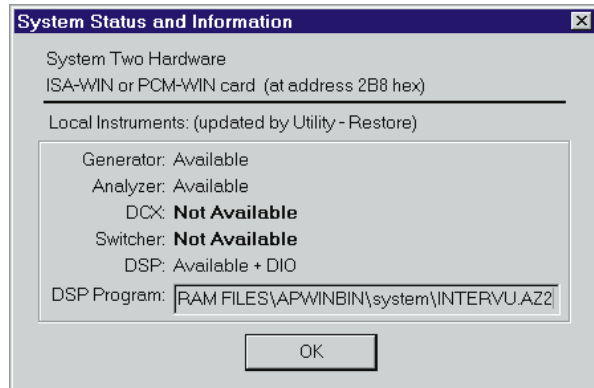 System Status and Information
System Two Hardware
ISA-WIN or PCM-WIN card (at address 2B8 hex)
Local Instruments: (updated by Utility - Restore)
Generator: Available
Analyzer: Available
DCX: Not Available
Switcher: Not Available
DSP: Available + DIO
DSP Program: RAM FILES\APWINBIN\system\INTERVU.AZ2
OK